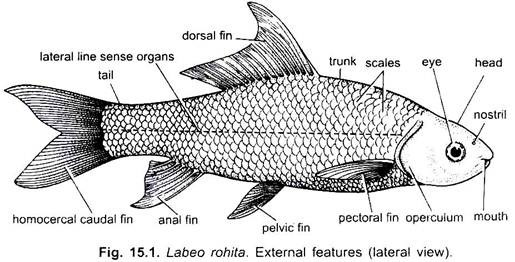 dorsal fin
lateral line sense organs
tail
trunk
scales
eye
head
nostril
homocercal caudal fin
anal fin
pelvic fin
pectoral fin
operculum
mouth
Fig. 15.1. Labeo rohita. External features (lateral view).